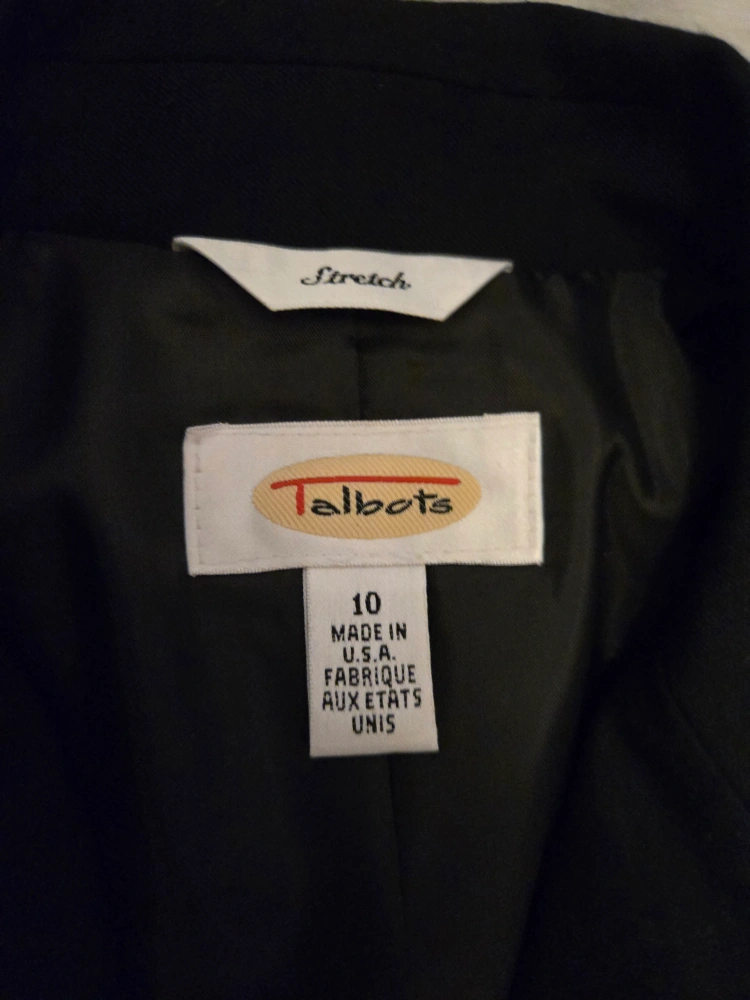 Stretch
Talbots
10
MADE IN
U.S.A.
FABRIQUE
AUX ETATS
UNIS